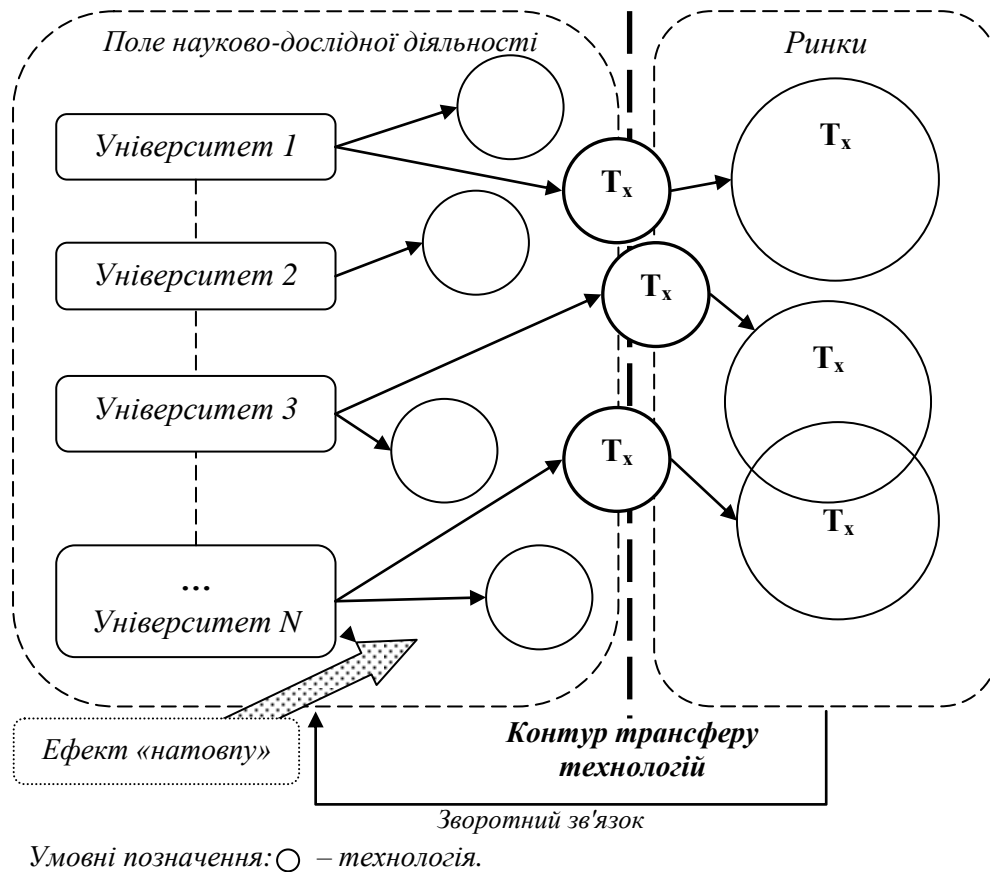 Поле науково-дослідної діяльності
Ринки
Університет 1
Tₓ
Tₓ
Університет 2
Tₓ
Університет 3
Tₓ
Tₓ
Tₓ
...
Університет N
Ефект «натовпу»
Контур трансферу
технологій
Зворотний зв'язок
Умовні позначення: – технологія.